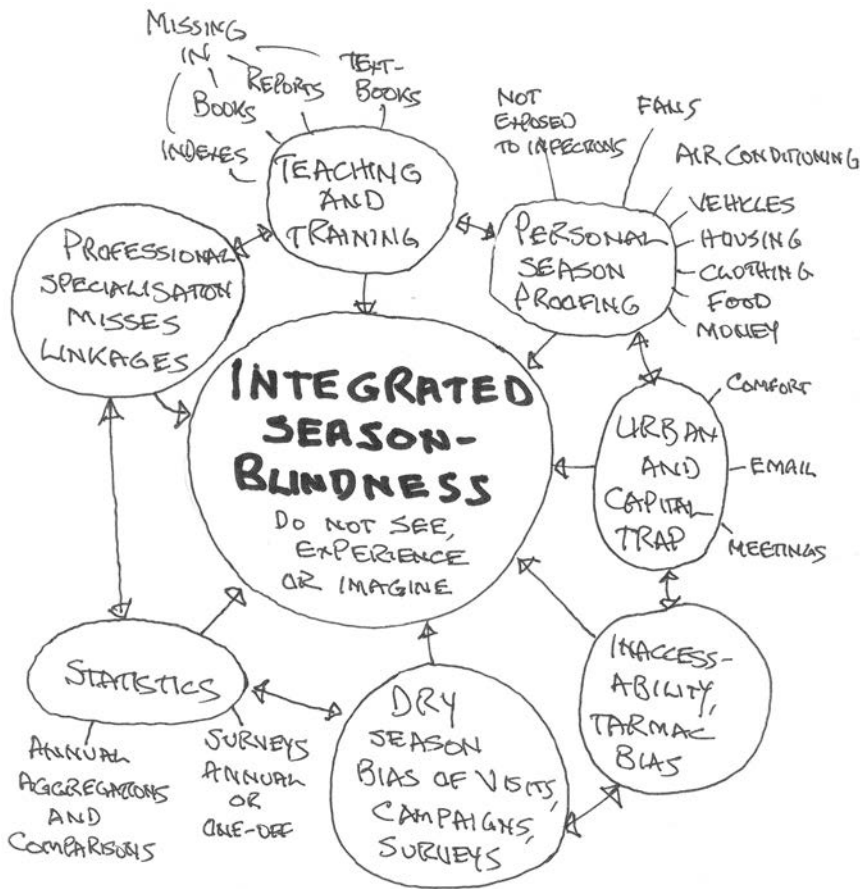 MISSING
IN
INDEXES
BOOKS
REPORTS
TEXT-
BOOKS
TEACHING
AND
TRAINING
NOT
EXPOSED
TO INFECTIONS
FANS
AIR CONDITIONING
VEHICLES
HOUSING
CLOTHING
FOOD
MONEY
PERSONAL
SEASON
PROOFING
PROFESSIONAL
SPECIALISATION
MISSES
LINKAGES
INTEGRATED
SEASON-
BLINDNESS
DO NOT SEE,
EXPERIENCE
OR IMAGINE
URBAN
AND
CAPITAL
TRAP
COMFORT
EMAIL
MEETINGS
INACCESS-
ABILITY,
TARMAC
BIAS
DRY
SEASON
BIAS OF VISITS,
CAMPAIGNS,
SURVEYS
STATISTICS
ANNUAL
AGGREGATIONS
AND
COMPARISONS
SURVEYS
ANNUAL
OR
ONE-OFF